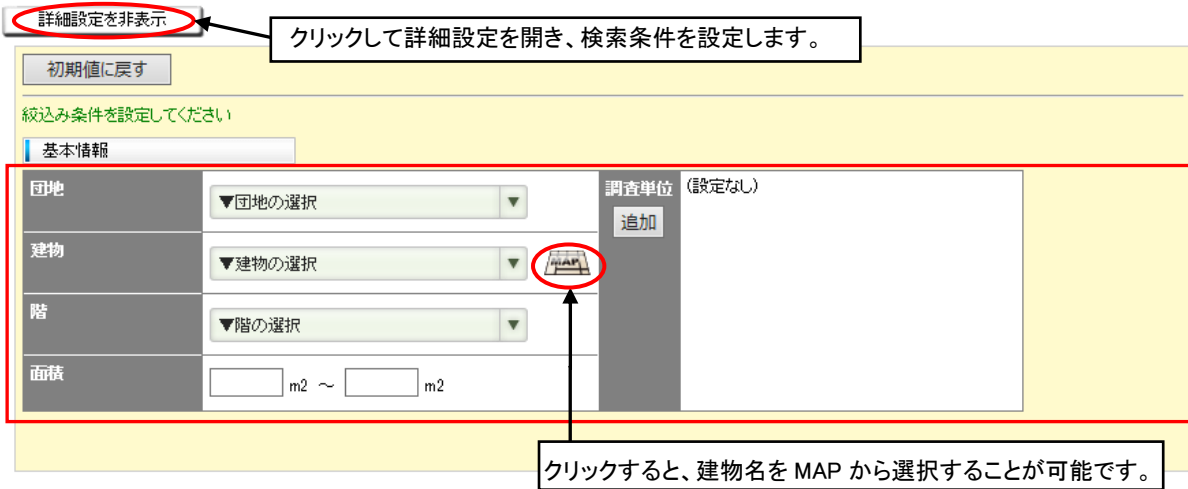 詳細設定を非表示
クリックして詳細設定を開き、検索条件を設定します。
初期値に戻す
絞込み条件を設定してください
基本情報
団地
▼団地の選択
▼
調査単位
(設定なし)
追加
建物
▼建物の選択
▼
MAP
階
▼階の選択
▼
面積
m2 ～ m2
クリックすると、建物名を MAP から選択することが可能です。